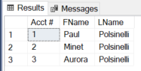 Results Messages
Acct # FName LName
1 1 Paul Polsinelli
2 2 Minet Polsinelli
3 3 Aurora Polsinelli